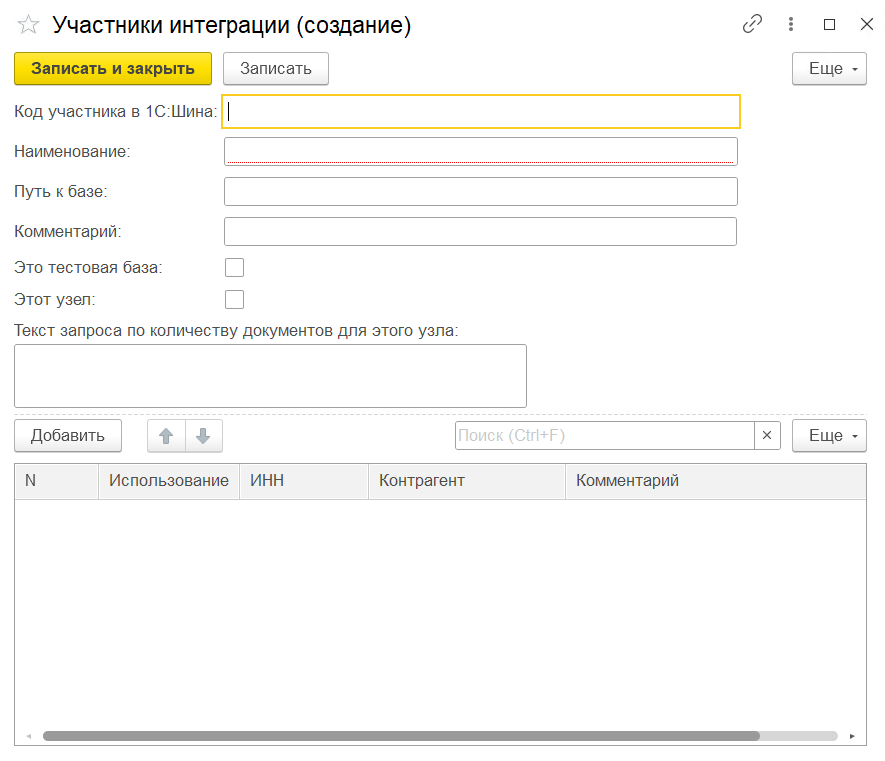 Участники интеграции (создание)
Записать и закрыть Записать Еще
Код участника в 1С:Шина:
Наименование:
Путь к базе:
Комментарий:
Это тестовая база:
Этот узел:
Текст запроса по количеству документов для этого узла:
Добавить Поиск (Ctrl+F) × Еще
N Использование ИНН Контрагент Комментарий